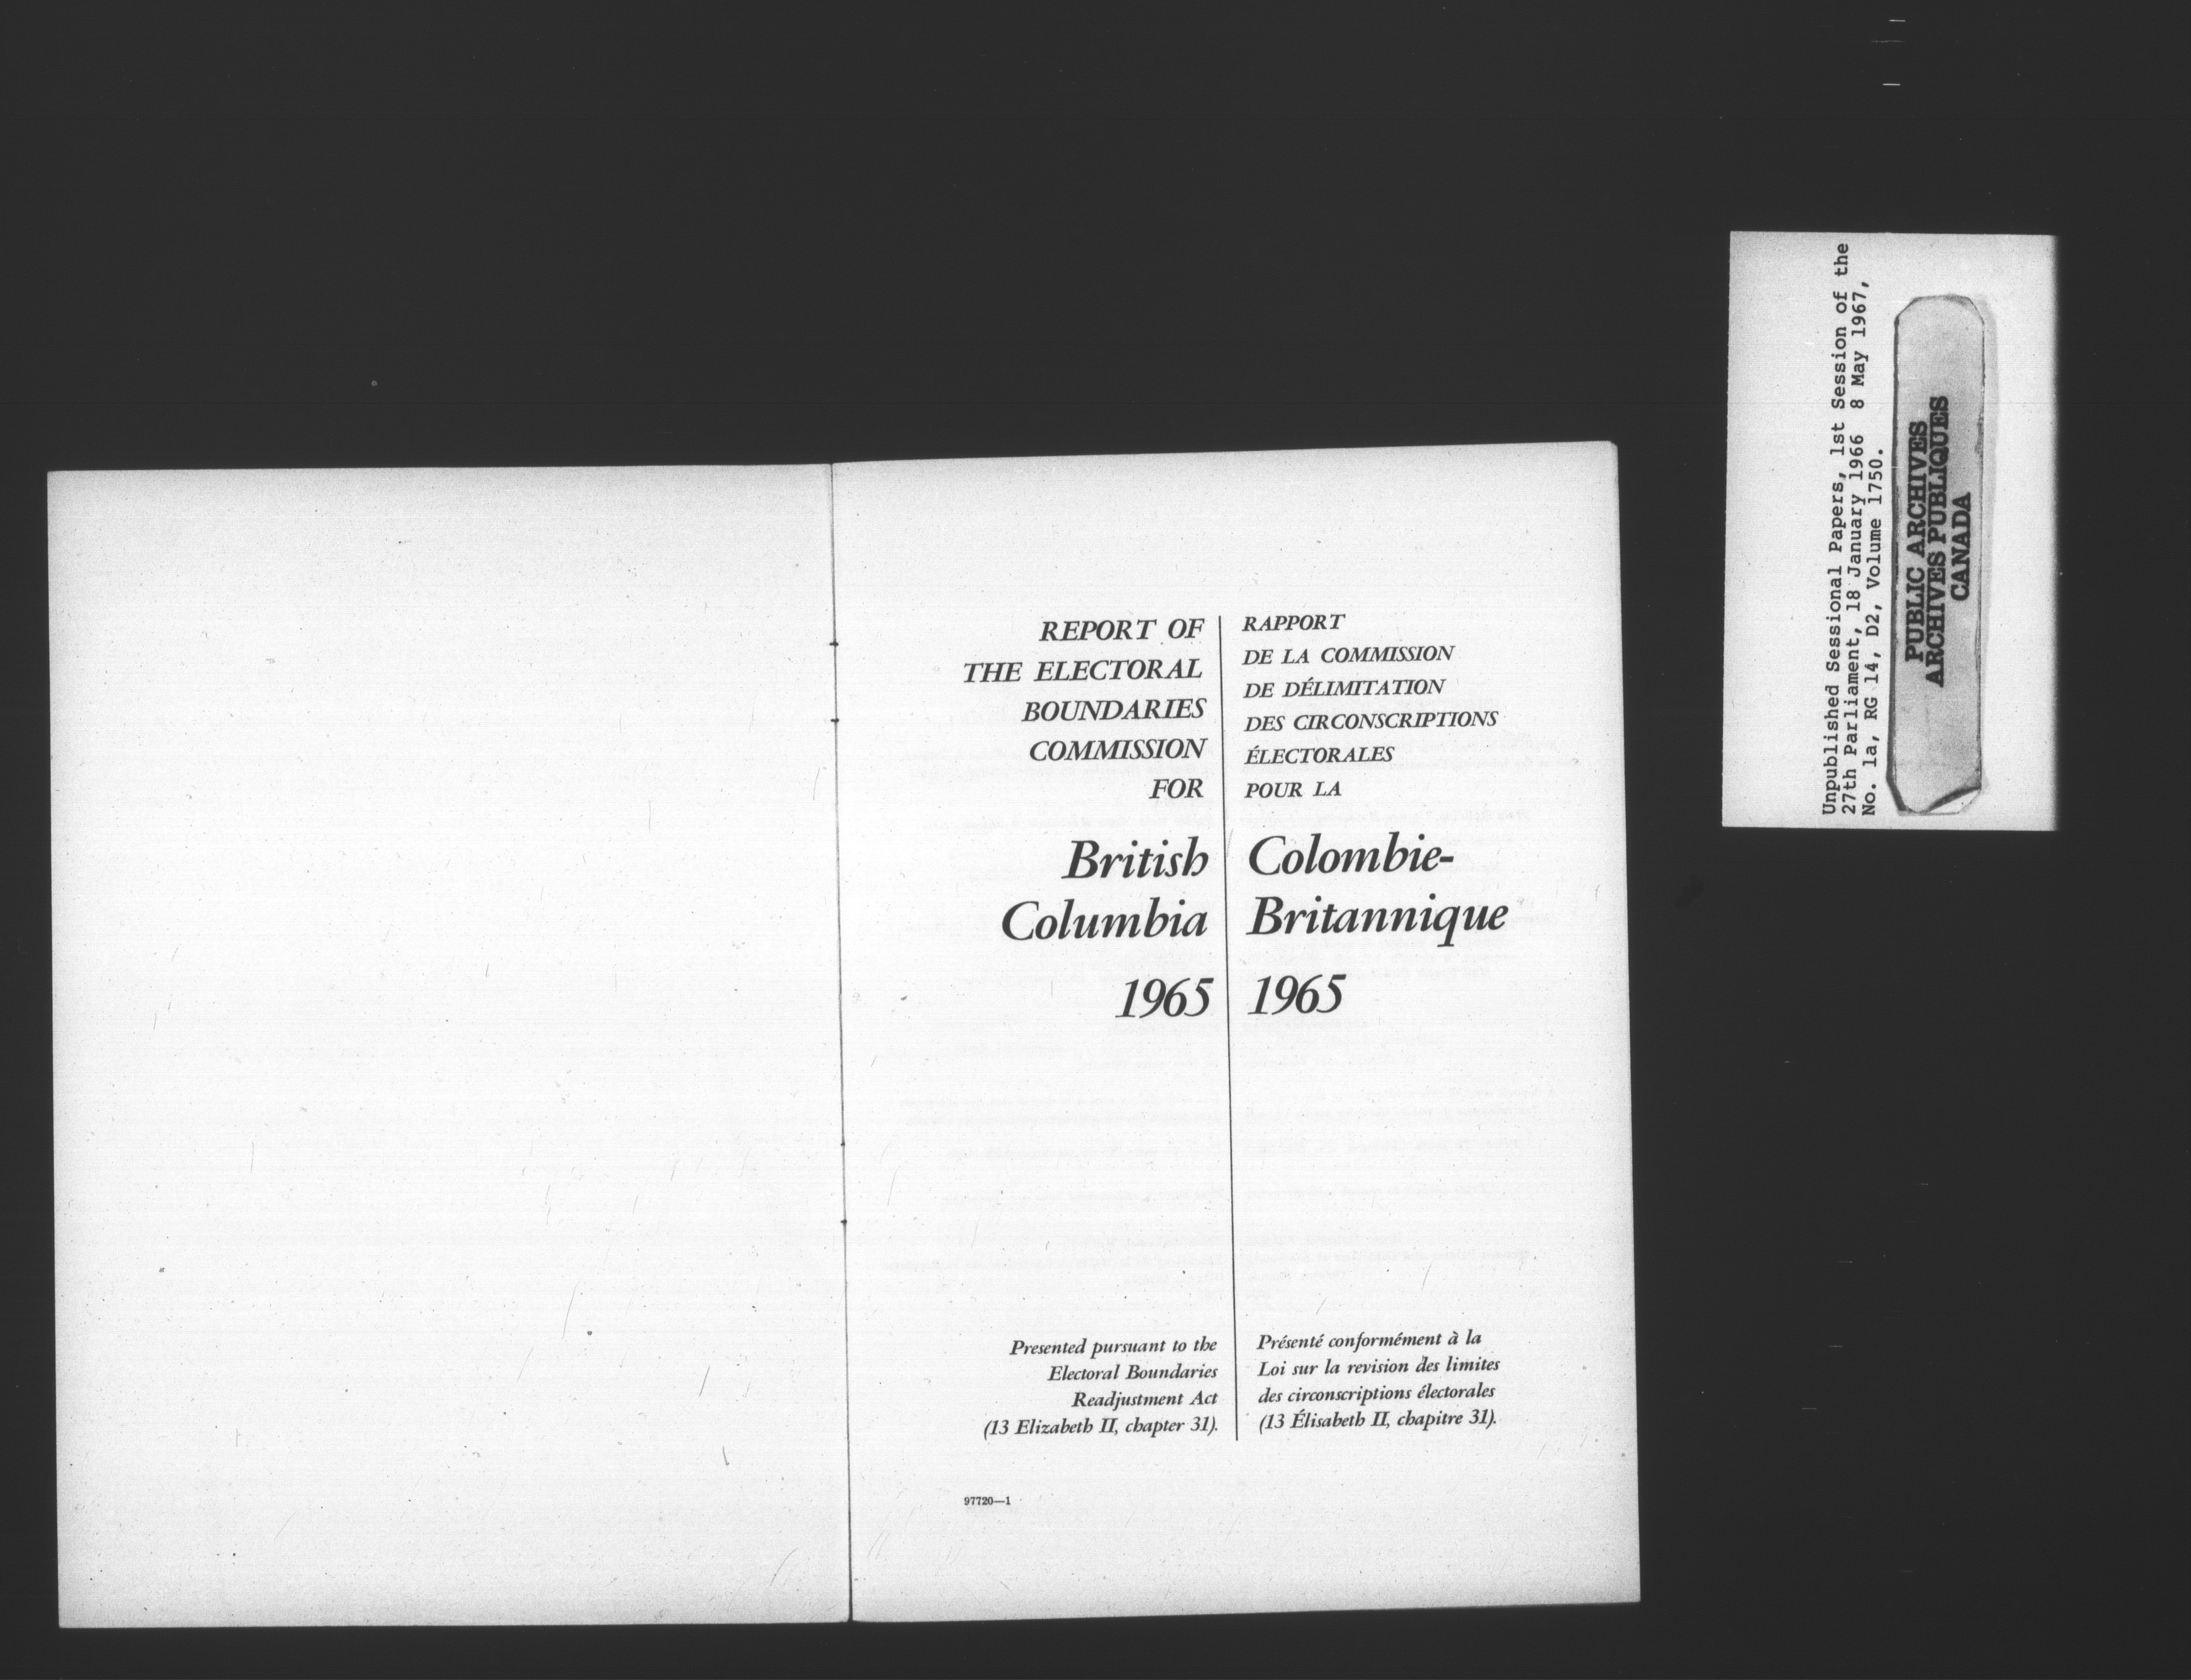 REPORT OF
THE ELECTORAL
BOUNDARIES
COMMISSION
FOR
British
Columbia
1965
Presented pursuant to the
Electoral Boundaries
Readjustment Act
(13 Elizabeth II, chapter 31).
97720—1
RAPPORT
DE LA COMMISSION
DE DÉLIMITATION
DES CIRCONSCRIPTIONS
ÉLECTORALES
POUR LA
Colombie-
Britannique
1965
Présenté conformément à la
Loi sur la revision des limites
des circonscriptions électorales
(13 Élisabeth II, chapitre 31).
Unpublished Sessional Papers, 1st Session of the
27th Parliament, 18 January 1966 8 May 1967,
No. 1a, RG 14, D2, Volume 1750.
PUBLIC ARCHIVES
ARCHIVES PUBLIQUES
CANADA